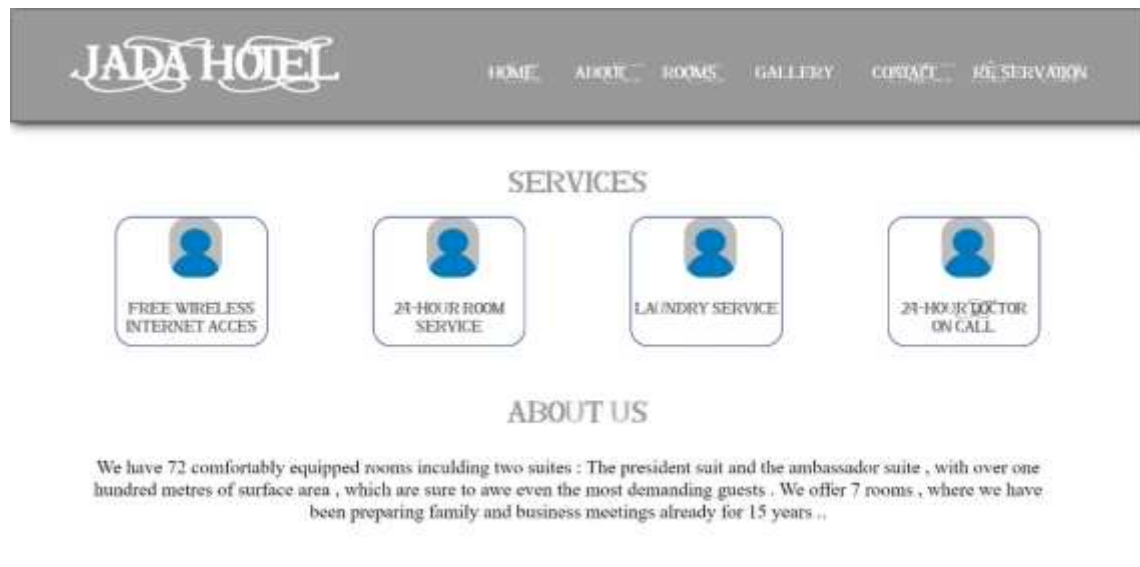 JADA HOTEL
HOME ABOUT ROOMS GALLERY CONTACT RESERVATION
SERVICES
FREE WIRELESS
INTERNET ACCES
24-HOUR ROOM
SERVICE
LAUNDRY SERVICE
24-HOUR DOCTOR
ON CALL
ABOUT US
We have 72 comfortably equipped rooms inculding two suites : The president suit and the ambassador suite , with over one
hundred metres of surface area , which are sure to awe even the most demanding guests . We offer 7 rooms , where we have
been preparing family and business meetings already for 15 years ..